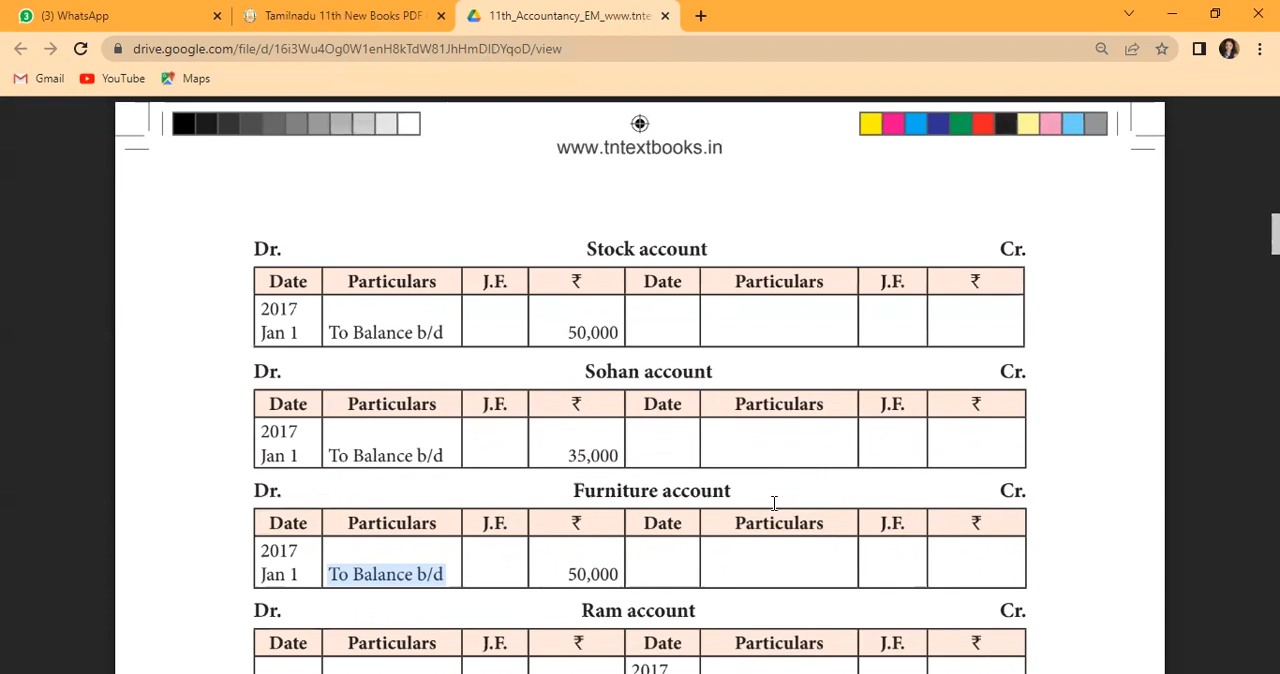 (3) WhatsApp
Tamilnadu 11th New Books PDF
11th_Accountancy_EM_www.tnte
drive.google.com/file/d/16i3Wu4Og0W1enH8kTdW81JhHmDIDYqoD/view
Gmail YouTube Maps
www.tntextbooks.in
Dr. Stock account Cr.
Date Particulars J.F. ₹ Date Particulars J.F. ₹
2017
Jan 1 To Balance b/d 50,000
Dr. Sohan account Cr.
Date Particulars J.F. ₹ Date Particulars J.F. ₹
2017
Jan 1 To Balance b/d 35,000
Dr. Furniture account Cr.
Date Particulars J.F. ₹ Date Particulars J.F. ₹
2017
Jan 1 To Balance b/d 50,000
Dr. Ram account Cr.
Date Particulars J.F. ₹ Date Particulars J.F. ₹
2017